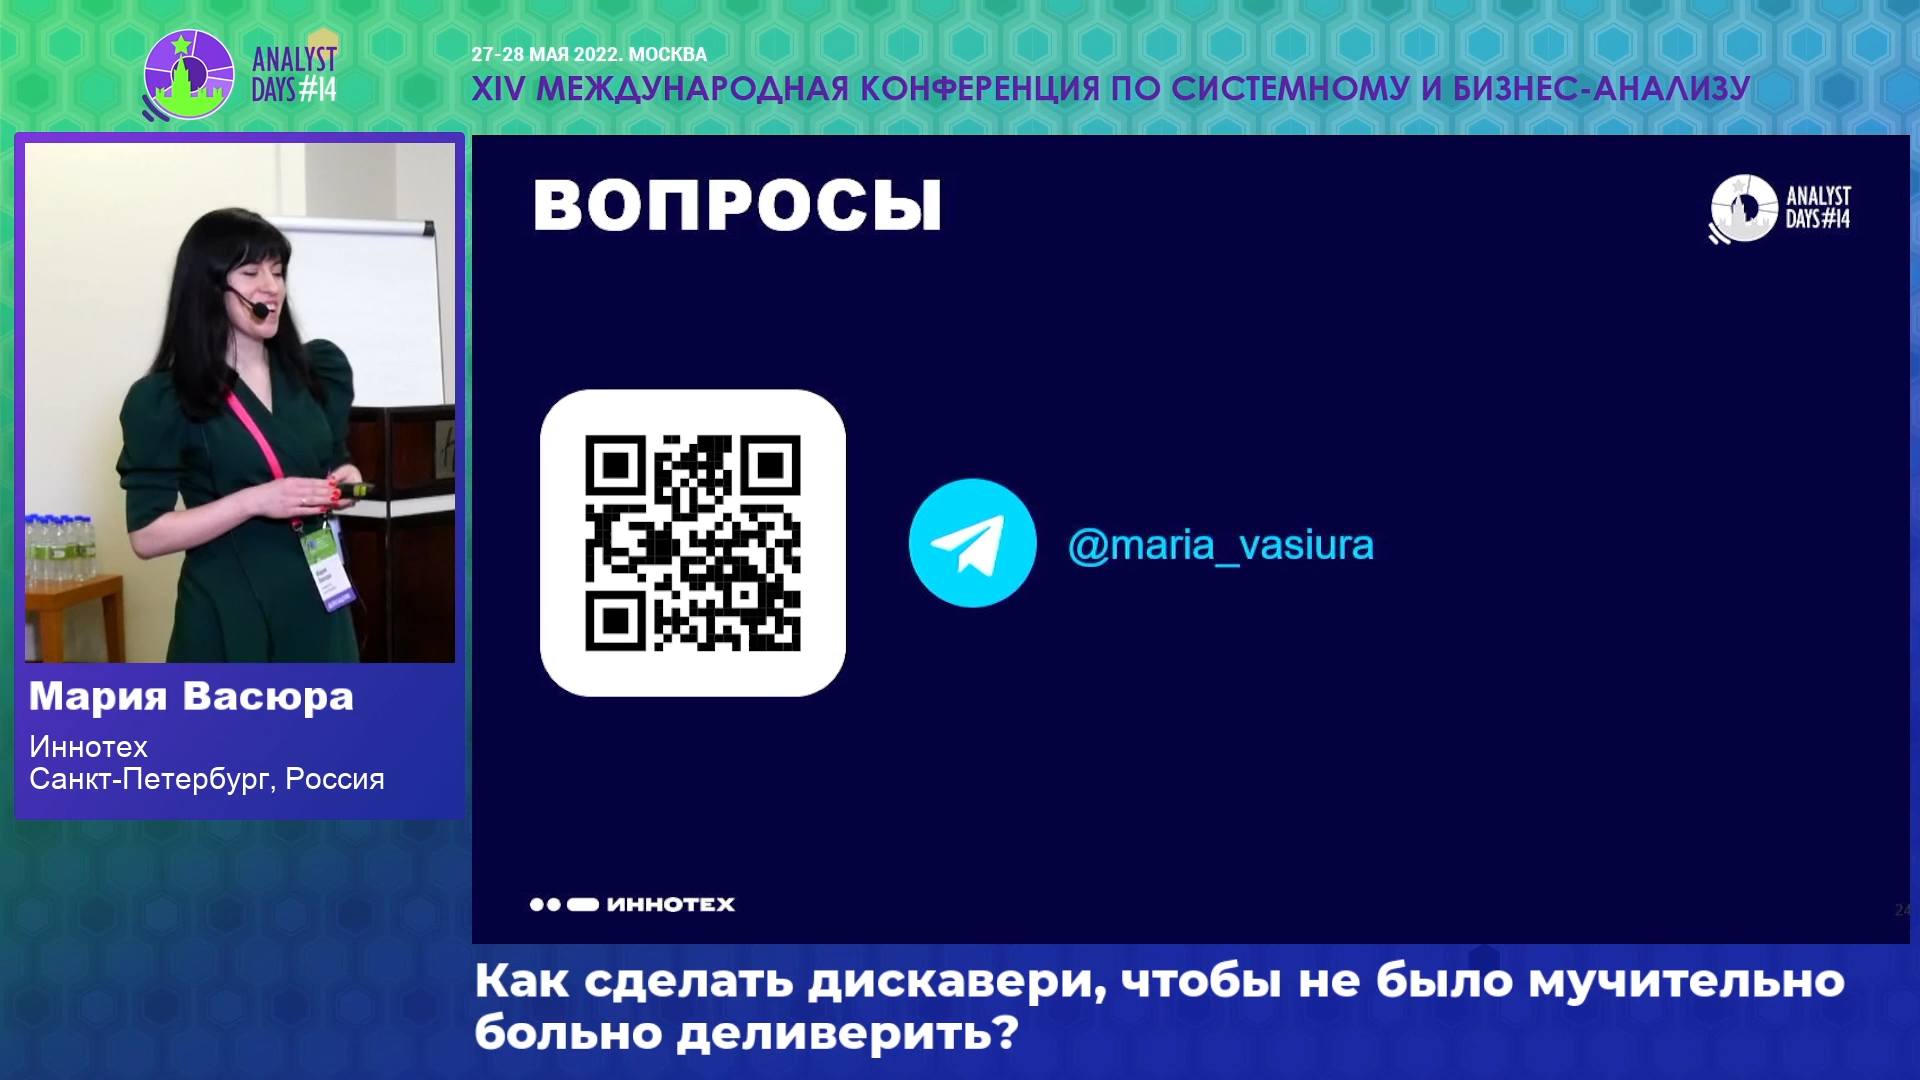 ANALYST
DAYS #14
27-28 МАЯ 2022. МОСКВА
XIV МЕЖДУНАРОДНАЯ КОНФЕРЕНЦИЯ ПО СИСТЕМНОМУ И БИЗНЕС-АНАЛИЗУ
ВОПРОСЫ
ANALYST
DAYS #14
@maria_vasiura
Мария Васюра
Иннотех
Санкт-Петербург, Россия
ИННОТЕХ
24
Как сделать дискавери, чтобы не было мучительно
больно деливерить?